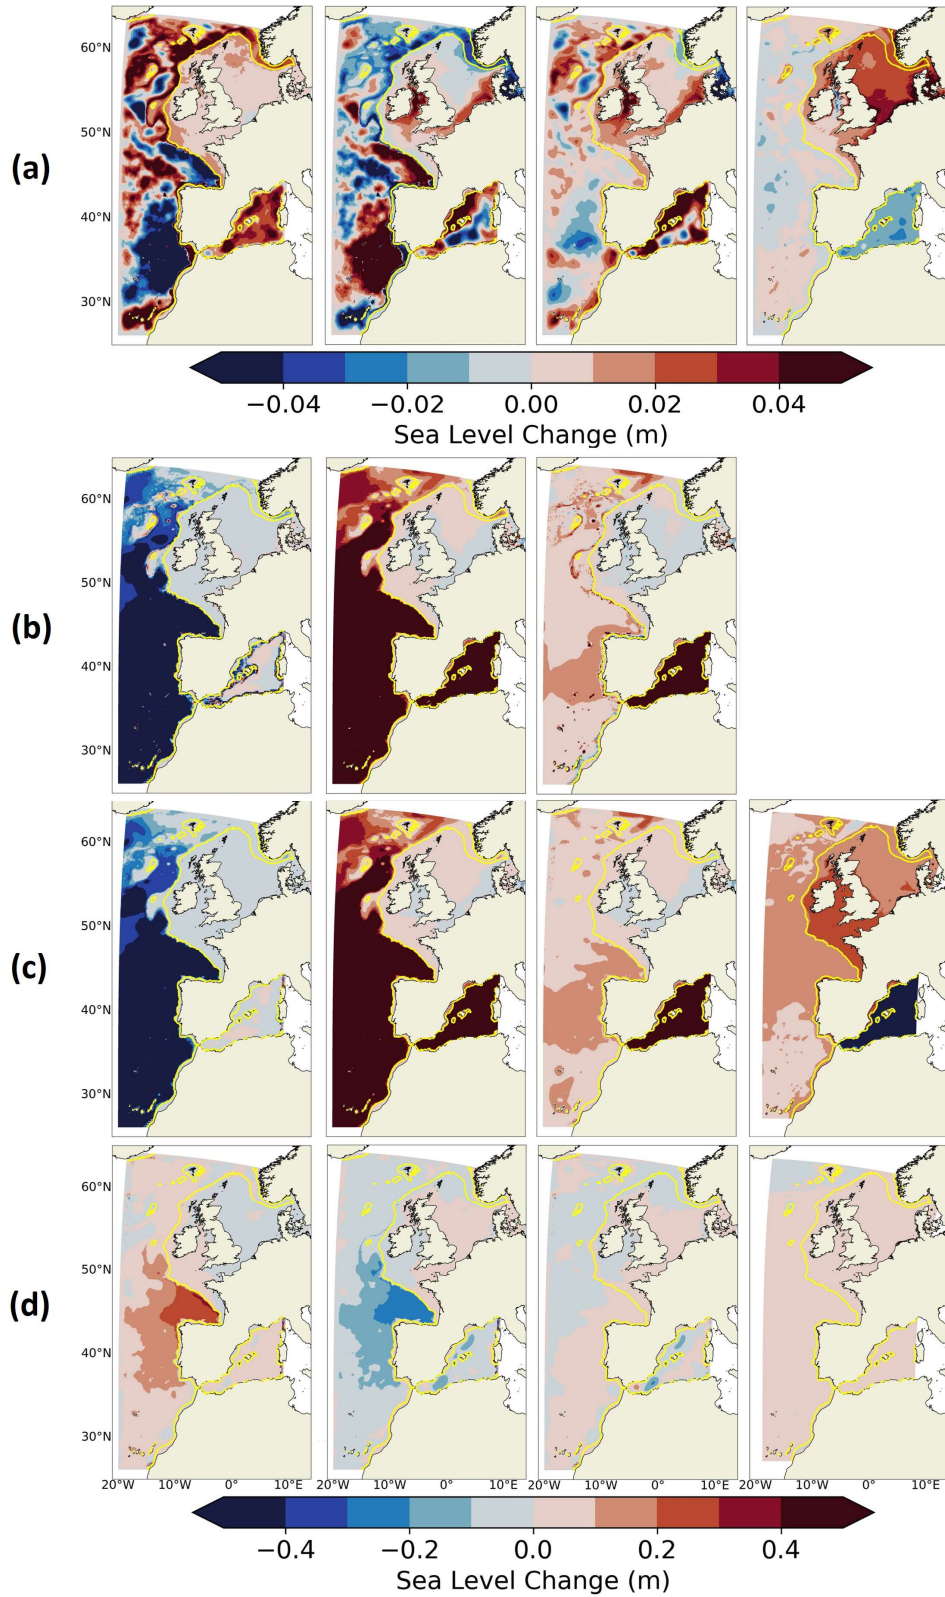 60°N
50°N
(a)
40°N
30°N
−0.04 −0.02 0.00 0.02 0.04
Sea Level Change (m)
60°N
50°N
(b)
40°N
30°N
60°N
50°N
(c)
40°N
30°N
60°N
50°N
(d)
40°N
30°N
20°W 10°W 0° 10°E 20°W 10°W 0° 10°E 20°W 10°W 0° 10°E 20°W 10°W 0° 10°E
−0.4 −0.2 0.0 0.2 0.4
Sea Level Change (m)